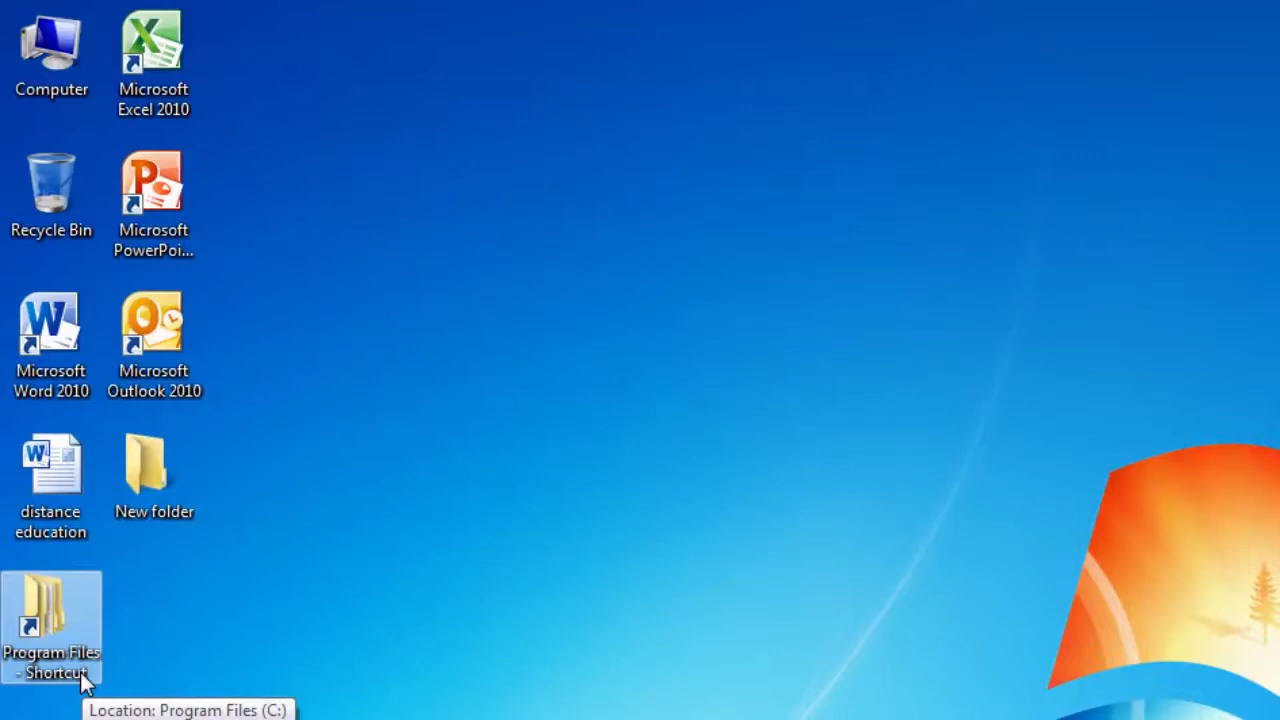 Computer
Microsoft
Excel 2010
Recycle Bin
Microsoft
PowerPoi...
Microsoft
Word 2010
Microsoft
Outlook 2010
distance
education
New folder
Program Files
- Shortcut
Location: Program Files (C:)